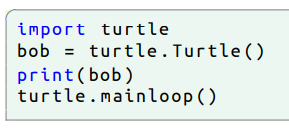 import turtle
bob = turtle.Turtle()
print(bob)
turtle.mainloop()